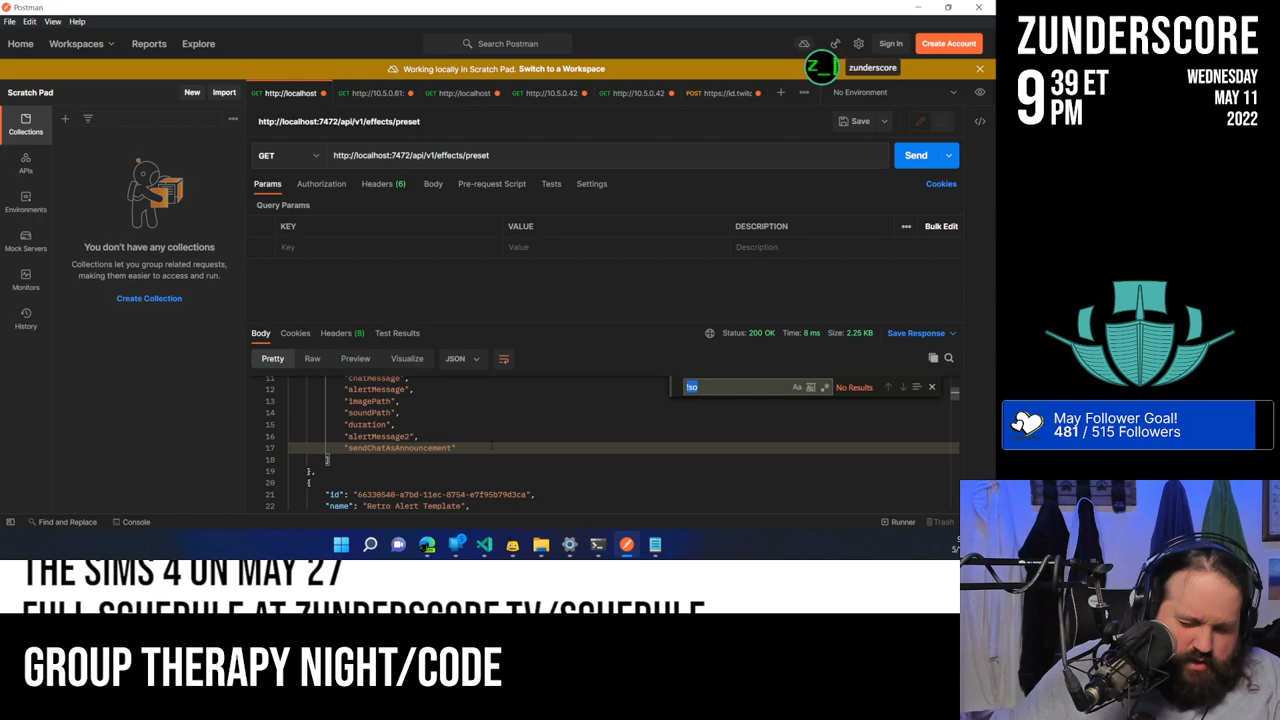 Postman
File Edit View Help
Home Workspaces Reports Explore
Search Postman
Sign In
Create Account
Working locally in Scratch Pad. Switch to a Workspace
zunderscore
Scratch Pad
New
Import
GET http://localhost
GET http://10.5.0.61:
GET http://localhost
GET http://10.5.0.42
GET http://10.5.0.42
POST https://id.twitc
No Environment
Collections
APIs
Environments
Mock Servers
Monitors
History
You don't have any collections
Collections let you group related requests,
making them easier to access and run.
Create Collection
http://localhost:7472/api/v1/effects/preset
Save
GET
http://localhost:7472/api/v1/effects/preset
Send
Params Authorization Headers (6) Body Pre-request Script Tests Settings
Cookies
Query Params
KEY VALUE DESCRIPTION
Bulk Edit
Key Value Description
Body Cookies Headers (8) Test Results
Status: 200 OK Time: 8 ms Size: 2.25 KB
Save Response
Pretty Raw Preview Visualize JSON
!so
No Results
11 "chatMessage",
12 "alertMessage",
13 "imagePath",
14 "soundPath",
15 "duration",
16 "alertMessage2",
17 "sendChatAsAnnouncement"
18 ]
19 },
20 {
21 "id": "66330540-a7bd-11ec-8754-e7f95b79d3ca",
22 "name": "Retro Alert Template",
Find and Replace Console
Runner Trash
ZUNDERSCORE
9 39 ET
PM
WEDNESDAY
MAY 11
2022
May Follower Goal!
481 / 515 Followers
THE SIMS 4 ON MAY 27
FULL SCHEDULE AT ZUNDERSCORE.TV/SCHEDULE
GROUP THERAPY NIGHT/CODE